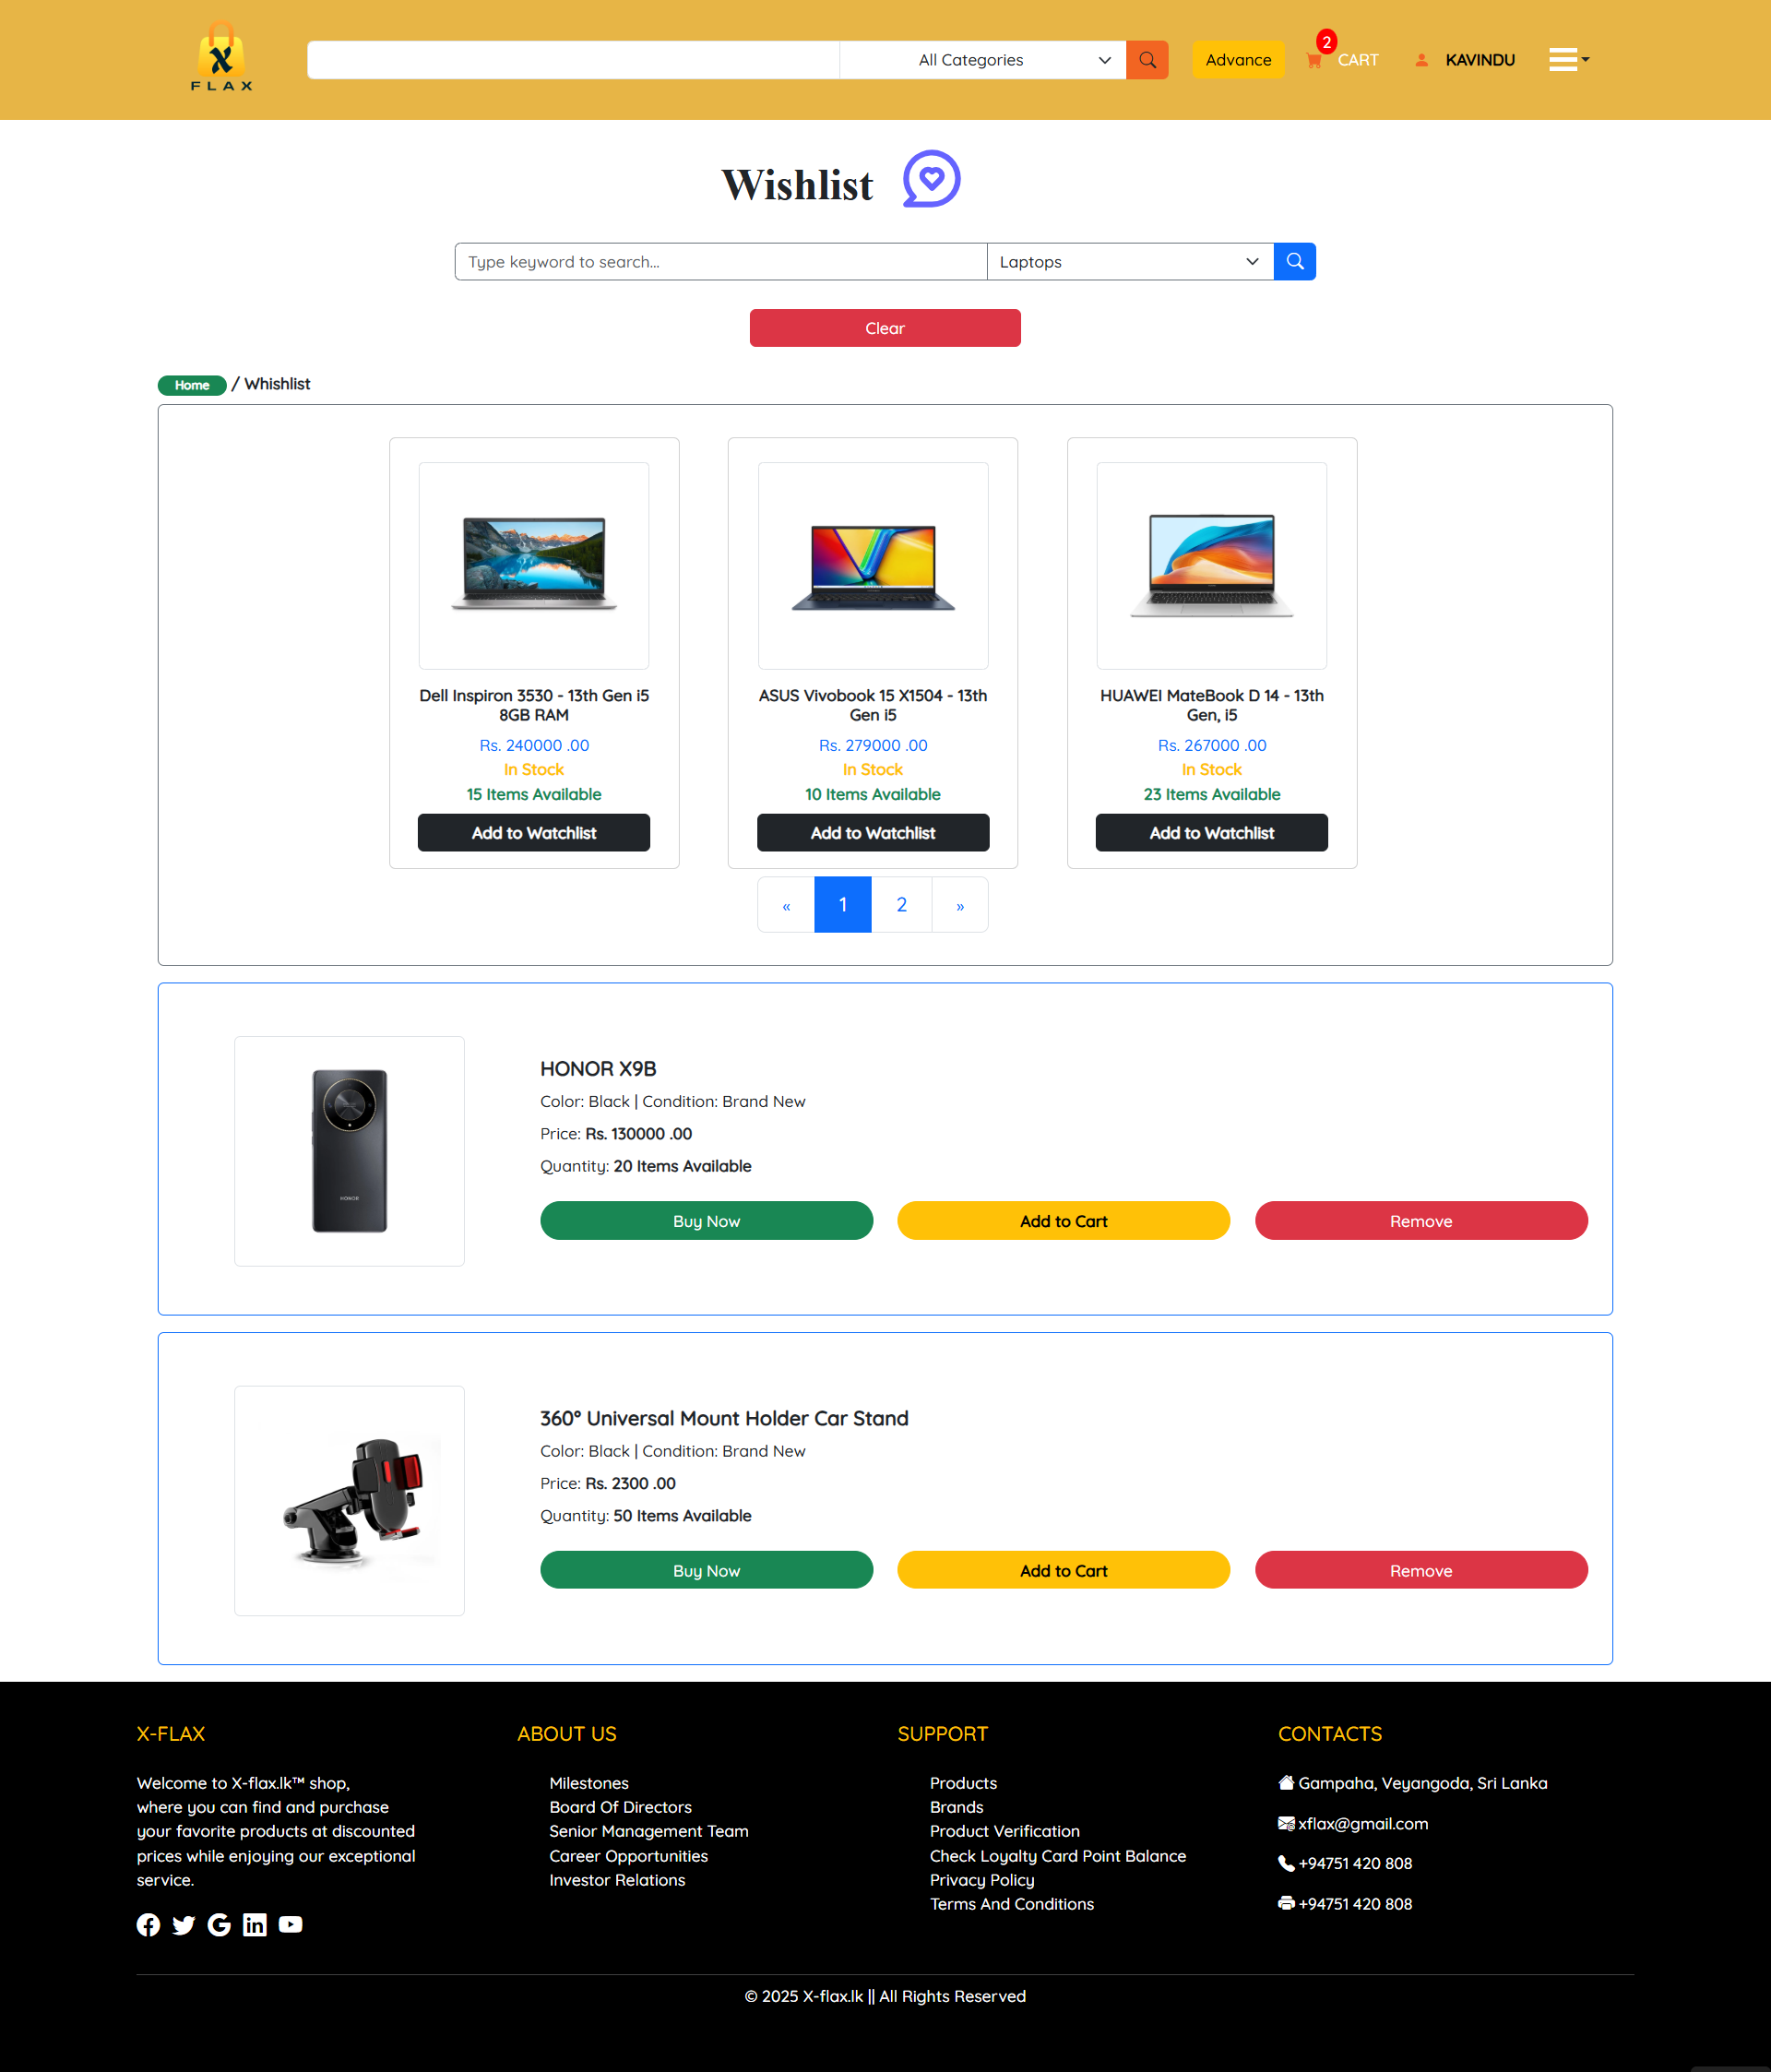 FLAX
All Categories
Advance
2
CART
KAVINDU
Wishlist
Type keyword to search...
Laptops
Clear
Home / Whishlist
Dell Inspiron 3530 - 13th Gen i5
8GB RAM
Rs. 240000 .00
In Stock
15 Items Available
Add to Watchlist
ASUS Vivobook 15 X1504 - 13th
Gen i5
Rs. 279000 .00
In Stock
10 Items Available
Add to Watchlist
HUAWEI MateBook D 14 - 13th
Gen, i5
Rs. 267000 .00
In Stock
23 Items Available
Add to Watchlist
« 1 2 »
HONOR
HONOR X9B
Color: Black | Condition: Brand New
Price: Rs. 130000 .00
Quantity: 20 Items Available
Buy Now
Add to Cart
Remove
360° Universal Mount Holder Car Stand
Color: Black | Condition: Brand New
Price: Rs. 2300 .00
Quantity: 50 Items Available
Buy Now
Add to Cart
Remove
X-FLAX
Welcome to X-flax.lk™ shop,
where you can find and purchase
your favorite products at discounted
prices while enjoying our exceptional
service.
ABOUT US
Milestones
Board Of Directors
Senior Management Team
Career Opportunities
Investor Relations
SUPPORT
Products
Brands
Product Verification
Check Loyalty Card Point Balance
Privacy Policy
Terms And Conditions
CONTACTS
Gampaha, Veyangoda, Sri Lanka
xflax@gmail.com
+94751 420 808
+94751 420 808
© 2025 X-flax.lk || All Rights Reserved